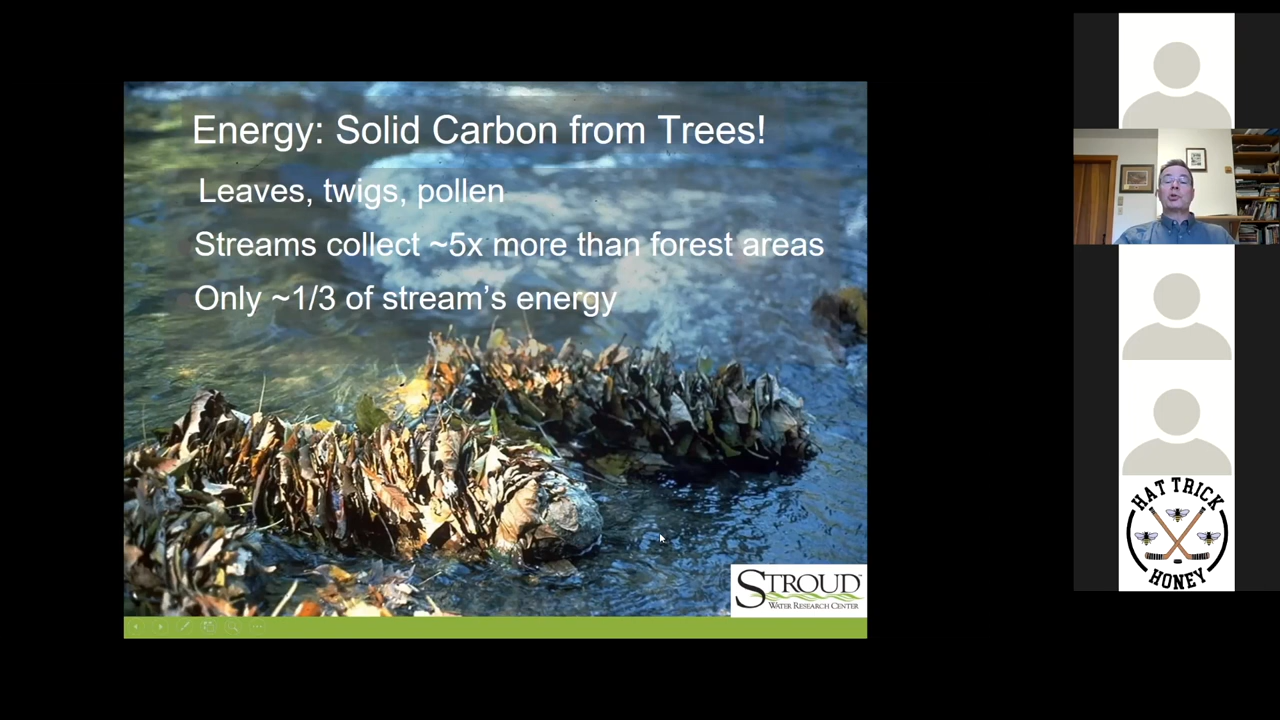 Energy: Solid Carbon from Trees!
Leaves, twigs, pollen
Streams collect ~5x more than forest areas
Only ~1/3 of stream’s energy
STROUD™
WATER RESEARCH CENTER
HAT TRICK
HONEY